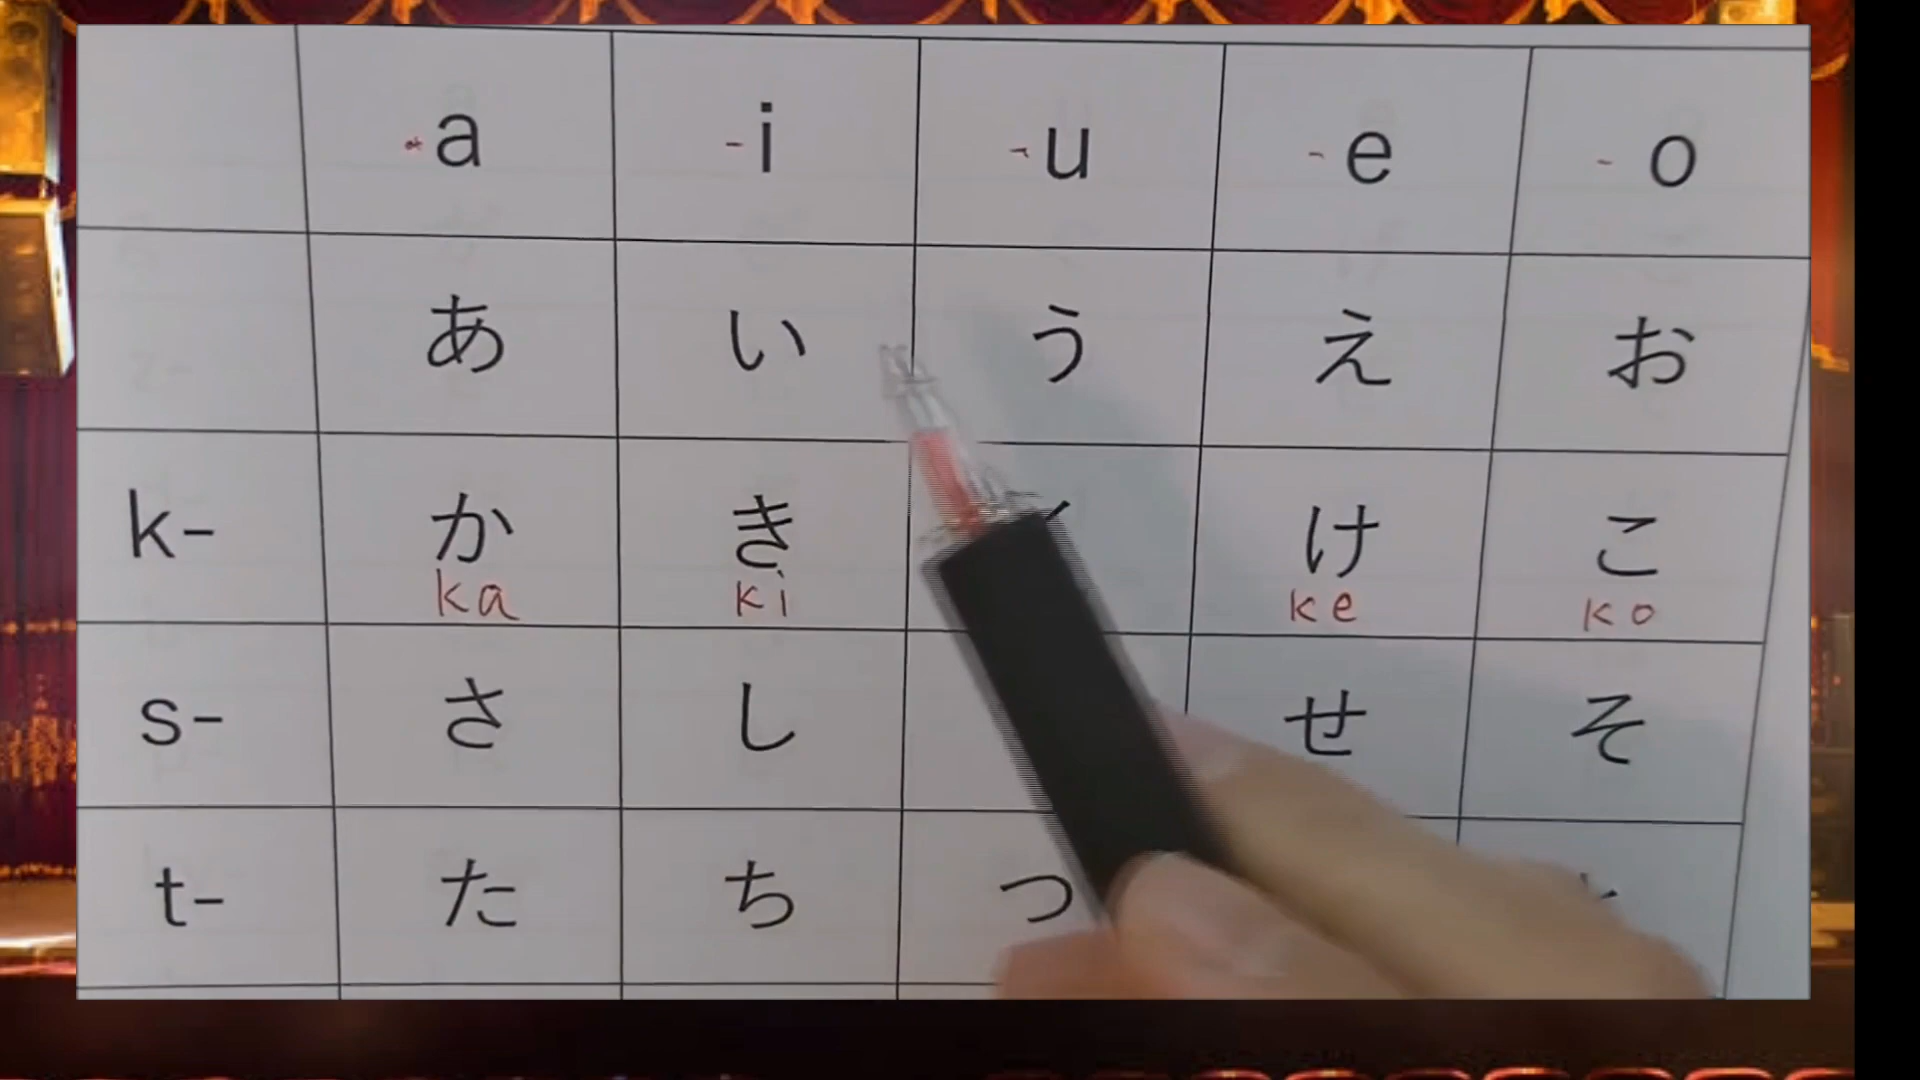 -a -i -u -e -o
あ い う え お
k- か き け こ
ka ki ke ko
s- さ し せ そ
t- た ち つ